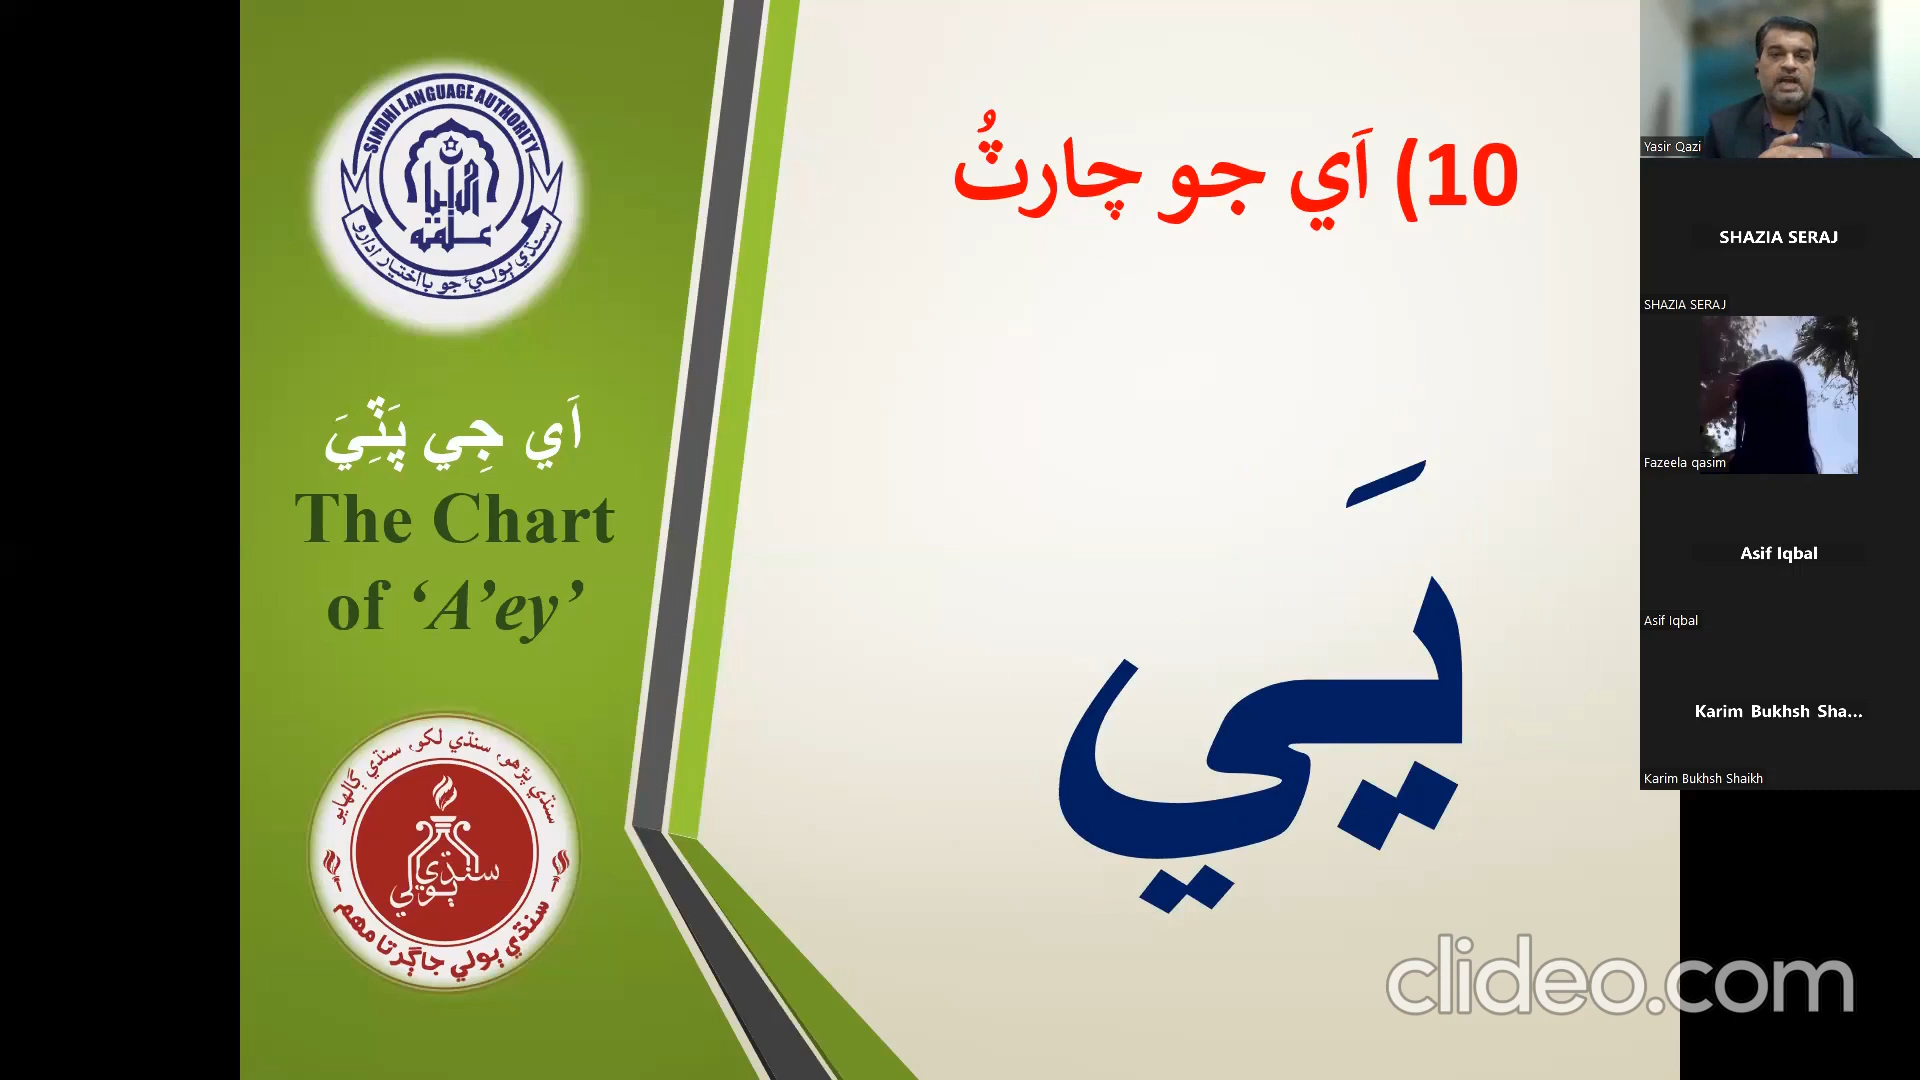 SINDHI LANGUAGE AUTHORITY
سنڌي ٻوليءَ جو بااختيار ادارو
اَي جِي پَٽِيَ
The Chart
of ‘A’ey’
سنڌي پڙهو، سنڌي لکو، سنڌي ڳالهايو
سنڌي ٻولي
سنڌي ٻولي جاڳرتا مهم
10) اَي جو چارٽُ
يَي
Yasir Qazi
SHAZIA SERAJ
SHAZIA SERAJ
Fazeela qasim
Asif Iqbal
Asif Iqbal
Karim Bukhsh Sha...
Karim Bukhsh Shaikh
clideo.com